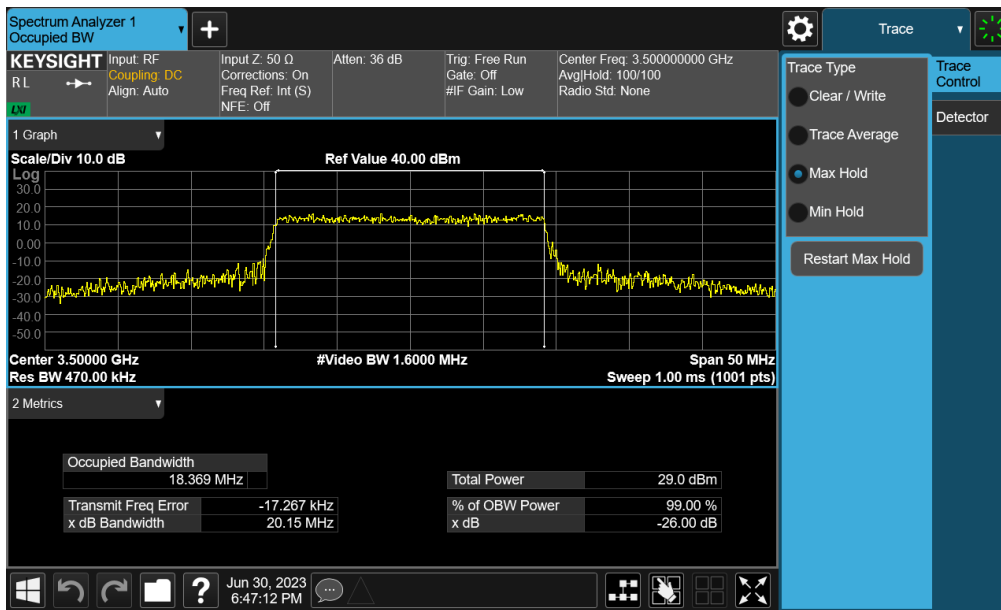 Spectrum Analyzer 1
Occupied BW
+
Trace
KEYSIGHT Input: RF Input Z: 50 Ω Atten: 36 dB Trig: Free Run Center Freq: 3.500000000 GHz
R L Coupling: DC Corrections: On Gate: Off Avg|Hold: 100/100
Align: Auto Freq Ref: Int (S) #IF Gain: Low Radio Std: None
LXI NFE: Off
Trace Type
Clear / Write
Trace Average
Max Hold
Min Hold
Restart Max Hold
Trace
Control
Detector
1 Graph
Scale/Div 10.0 dB Ref Value 40.00 dBm
Log
30.0
20.0
10.0
0.00
-10.0
-20.0
-30.0
-40.0
-50.0
Center 3.50000 GHz #Video BW 1.6000 MHz Span 50 MHz
Res BW 470.00 kHz Sweep 1.00 ms (1001 pts)
2 Metrics
Occupied Bandwidth
18.369 MHz Total Power 29.0 dBm
Transmit Freq Error -17.267 kHz % of OBW Power 99.00 %
x dB Bandwidth 20.15 MHz x dB -26.00 dB
? Jun 30, 2023
6:47:12 PM